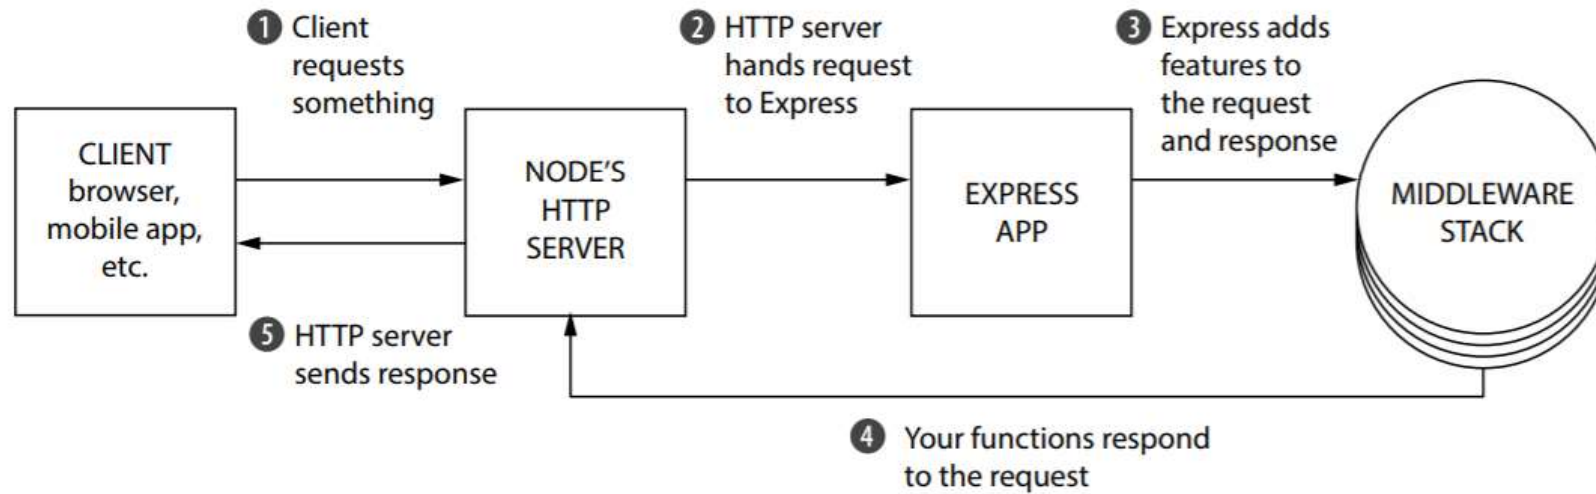 1 Client
requests
something
2 HTTP server
hands request
to Express
3 Express adds
features to
the request
and response
CLIENT
browser,
mobile app,
etc.
NODE’S
HTTP
SERVER
EXPRESS
APP
MIDDLEWARE
STACK
5 HTTP server
sends response
4 Your functions respond
to the request